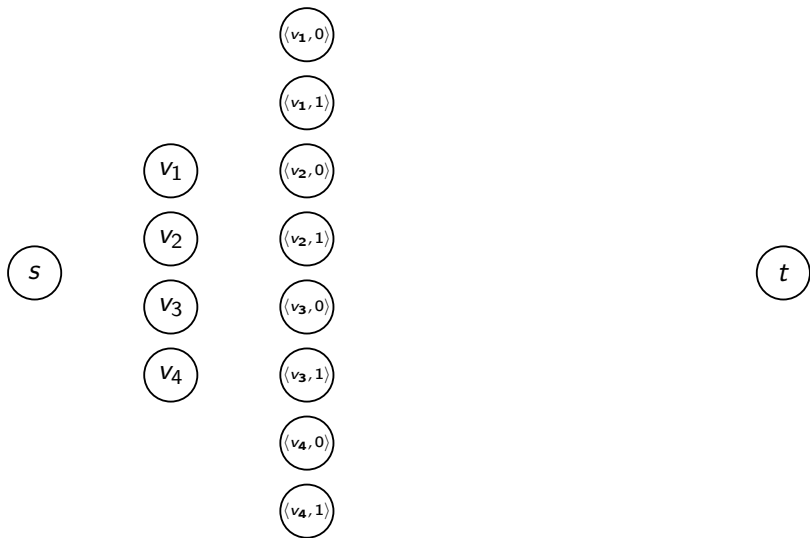 s
v₁
v₂
v₃
v₄
⟨v₁, 0⟩
⟨v₁, 1⟩
⟨v₂, 0⟩
⟨v₂, 1⟩
⟨v₃, 0⟩
⟨v₃, 1⟩
⟨v₄, 0⟩
⟨v₄, 1⟩
t